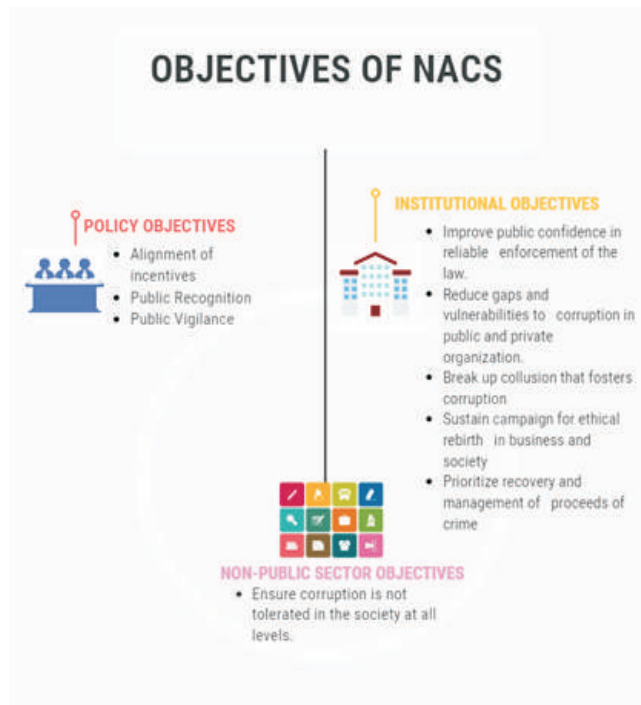 OBJECTIVES OF NACS
POLICY OBJECTIVES
• Alignment of
incentives
• Public Recognition
• Public Vigilance
INSTITUTIONAL OBJECTIVES
• Improve public confidence in
reliable enforcement of the
law.
• Reduce gaps and
vulnerabilities to corruption in
public and private
organization.
• Break up collusion that fosters
corruption
• Sustain campaign for ethical
rebirth in business and
society
• Prioritize recovery and
management of proceeds of
crime
NON-PUBLIC SECTOR OBJECTIVES
• Ensure corruption is not
tolerated in the society at all
levels.